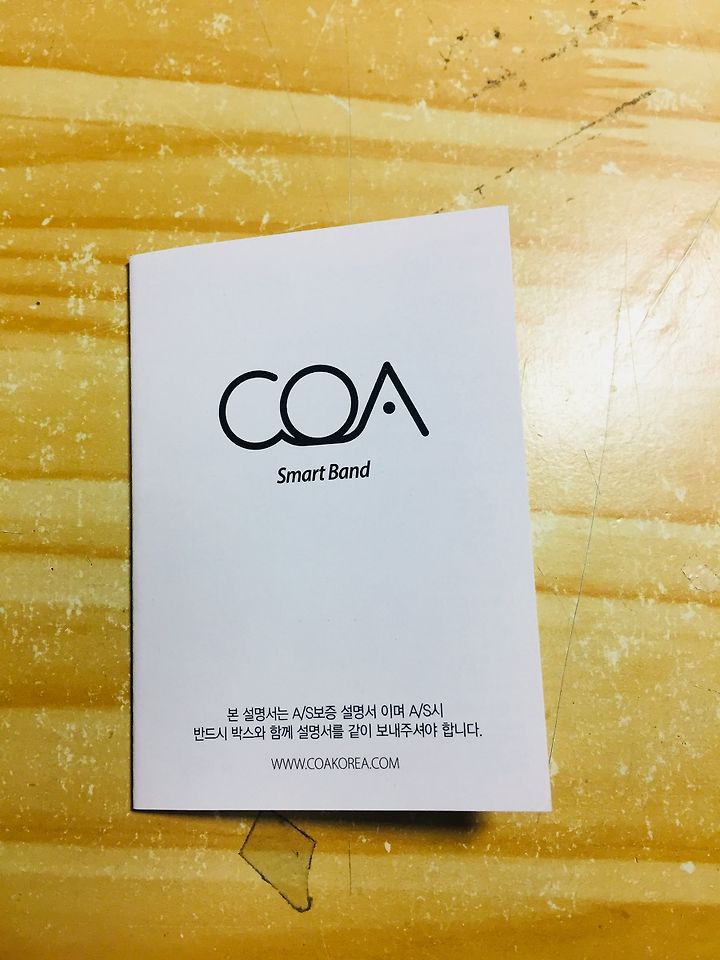 COA
Smart Band
본 설명서는 A/S보증 설명서 이며 A/S시
반드시 박스와 함께 설명서를 같이 보내주셔야 합니다.
WWW.COAKOREA.COM